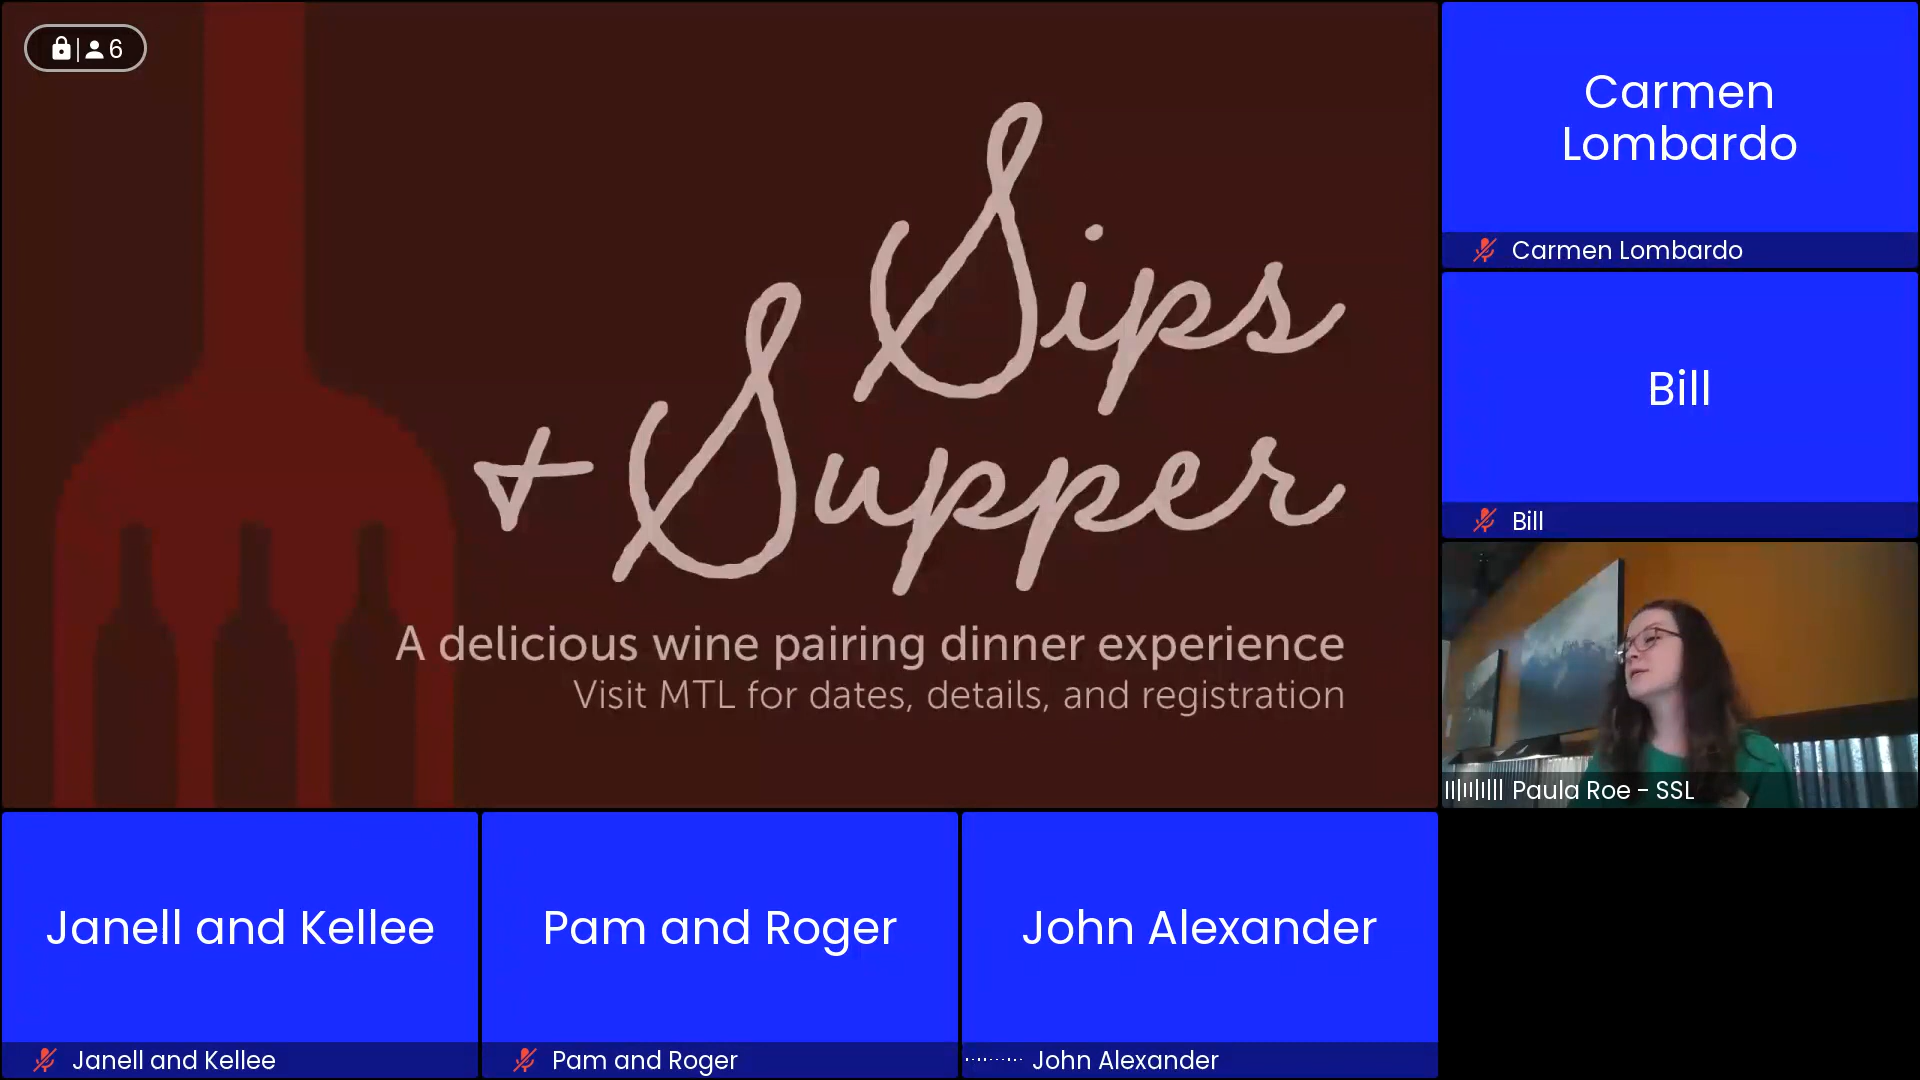 6
Sips
+ Supper
A delicious wine pairing dinner experience
Visit MTL for dates, details, and registration
Carmen
Lombardo
Carmen Lombardo
Bill
Bill
Paula Roe - SSL
Janell and Kellee
Janell and Kellee
Pam and Roger
Pam and Roger
John Alexander
John Alexander